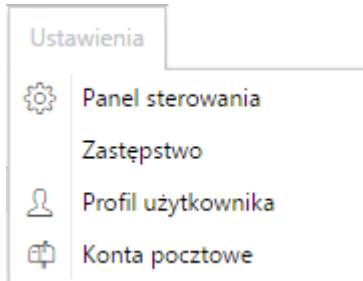 Ustawienia
Panel sterowania
Zastępstwo
Profil użytkownika
Konta pocztowe